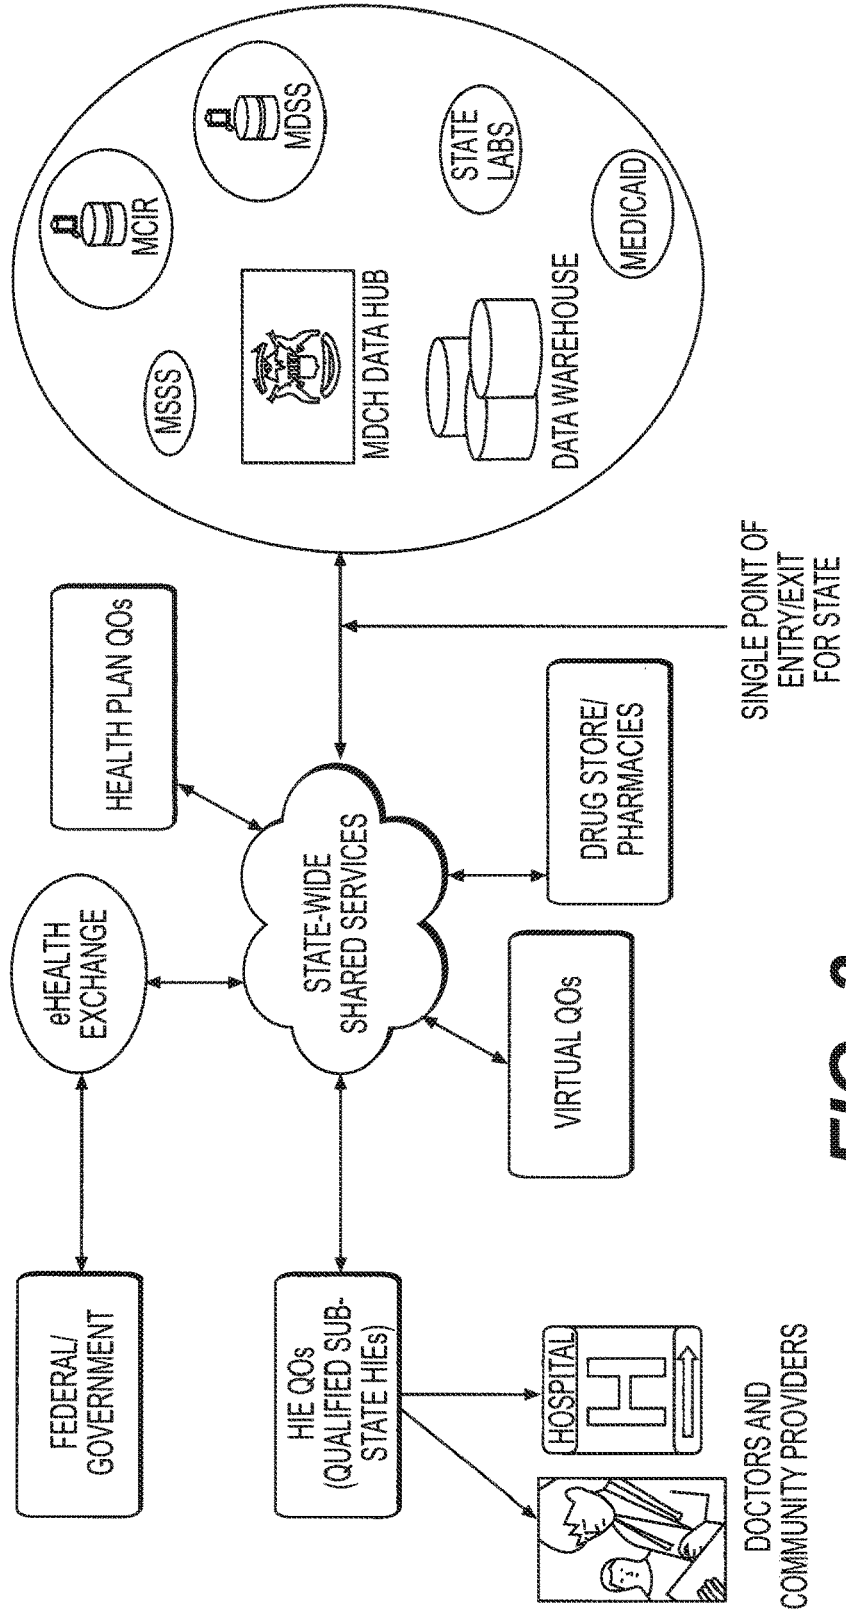 FEDERAL/
GOVERNMENT
eHEALTH
EXCHANGE
HEALTH PLAN QOs
HIE QOs
(QUALIFIED SUB-
STATE HIEs)
STATE-WIDE
SHARED SERVICES
MSSS
MCIR
MDSS
MDCH DATA HUB
STATE
LABS
DATA WAREHOUSE
MEDICAID
VIRTUAL QOs
DRUG STORE/
PHARMACIES
HOSPITAL
H
DOCTORS AND
COMMUNITY PROVIDERS
SINGLE POINT OF
ENTRY/EXIT
FOR STATE
FIG.